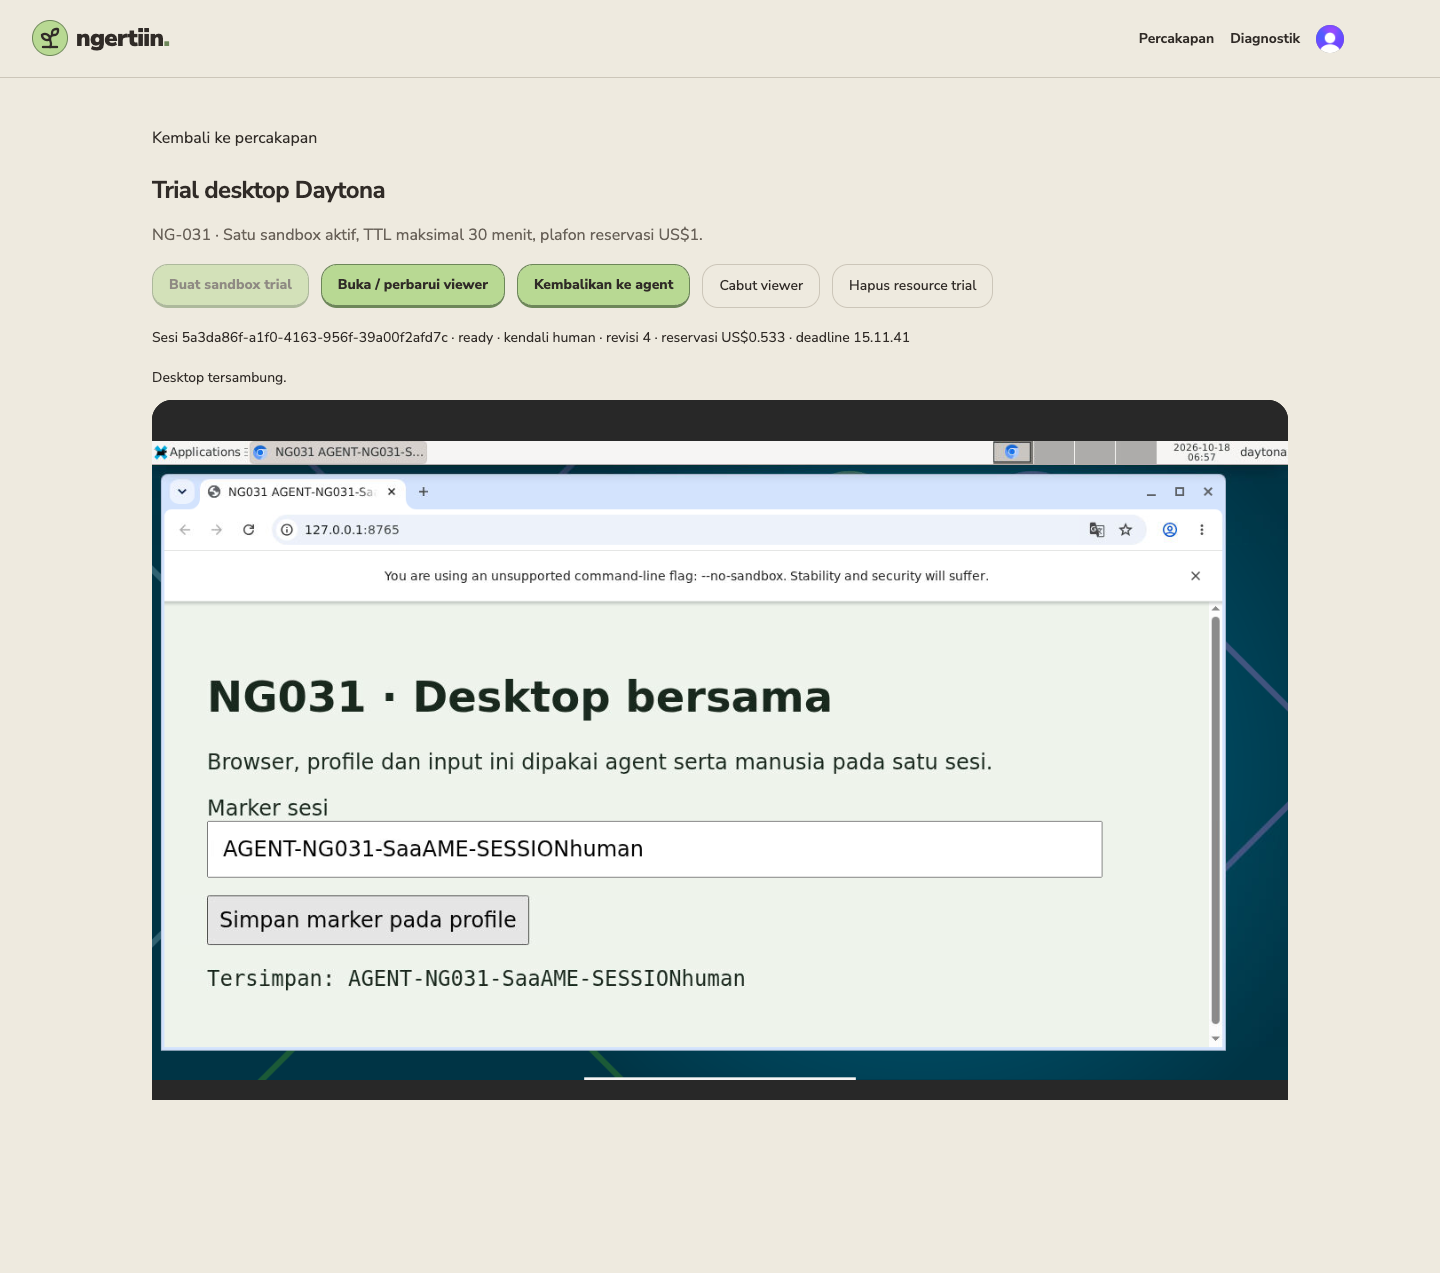 ngertiin.
Percakapan Diagnostik
Kembali ke percakapan
Trial desktop Daytona
NG-031 · Satu sandbox aktif, TTL maksimal 30 menit, plafon reservasi US$1.
Buat sandbox trial Buka / perbarui viewer Kembalikan ke agent Cabut viewer Hapus resource trial
Sesi 5a3da86f-a1f0-4163-956f-39a00f2afd7c · ready · kendali human · revisi 4 · reservasi US$0.533 · deadline 15.11.41
Desktop tersambung.
Applications NG031 AGENT-NG031-S... 2026-10-18 06:57 daytona
NG031 AGENT-NG031-Sa
127.0.0.1:8765
You are using an unsupported command-line flag: --no-sandbox. Stability and security will suffer.
NG031 · Desktop bersama
Browser, profile dan input ini dipakai agent serta manusia pada satu sesi.
Marker sesi
AGENT-NG031-SaaAME-SESSIONhuman
Simpan marker pada profile
Tersimpan: AGENT-NG031-SaaAME-SESSIONhuman